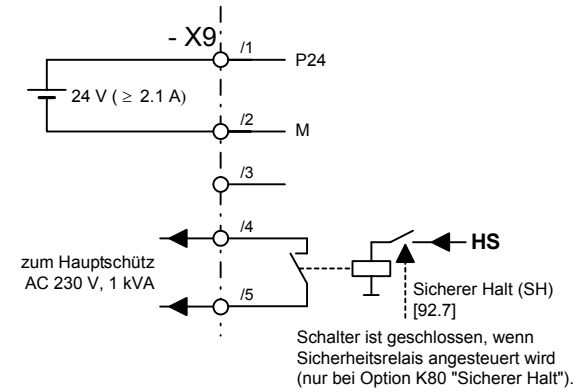 - X9
/1
P24
24 V ( ≥ 2.1 A)
/2
M
/3
/4
HS
zum Hauptschütz
AC 230 V, 1 kVA
/5
Sicherer Halt (SH)
[92.7]
Schalter ist geschlossen, wenn
Sicherheitsrelais angesteuert wird
(nur bei Option K80 "Sicherer Halt").